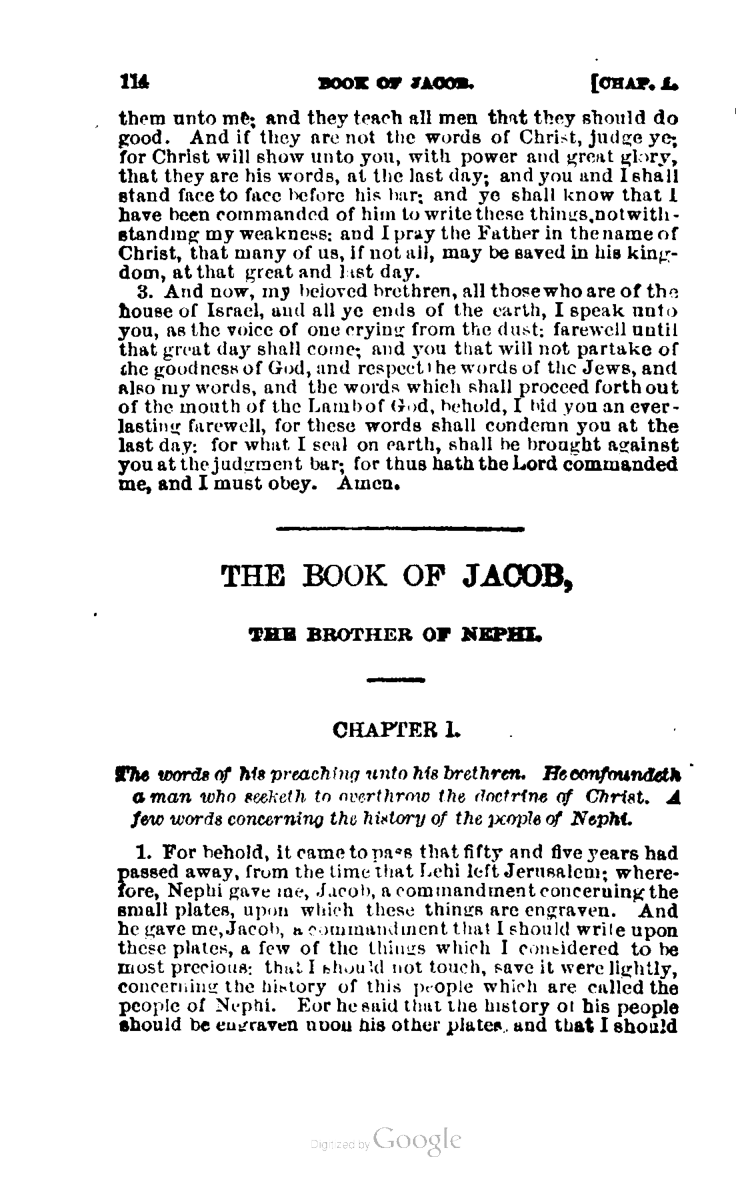 114 BOOK OF JACOB. [CHAP. I.
them unto me; and they teach all men that they should do
good. And if they are not the words of Christ, judge ye;
for Christ will show unto you, with power and great glory,
that they are his words, at the last day; and you and I shall
stand face to face before his bar; and ye shall know that I
have been commanded of him to write these things, notwith-
standing my weakness: and I pray the Father in the name of
Christ, that many of us, if not all, may be saved in his king-
dom, at that great and last day.
3. And now, my beloved brethren, all those who are of the
house of Israel, and all ye ends of the earth, I speak unto
you, as the voice of one crying from the dust: farewell until
that great day shall come; and you that will not partake of
the goodness of God, and respect the words of the Jews, and
also my words, and the words which shall proceed forth out
of the mouth of the Lamb of God, behold, I bid you an ever-
lasting farewell, for these words shall condemn you at the
last day: for what I seal on earth, shall be brought against
you at the judgment bar; for thus hath the Lord commanded
me, and I must obey. Amen.
THE BOOK OF JACOB,
THE BROTHER OF NEPHI.
CHAPTER I.
The words of his preaching unto his brethren. He confoundeth
a man who seeketh to overthrow the doctrine of Christ. A
few words concerning the history of the people of Nephi.
1. For behold, it came to pass that fifty and five years had
passed away, from the time that Lehi left Jerusalem; where-
fore, Nephi gave me, Jacob, a commandment concerning the
small plates, upon which these things are engraven. And
he gave me, Jacob, a commandment that I should write upon
these plates, a few of the things which I considered to be
most precious: that I should not touch, save it were lightly,
concerning the history of this people which are called the
people of Nephi. For he said that the history of his people
should be engraven upon his other plates, and that I should
Digitized by Google